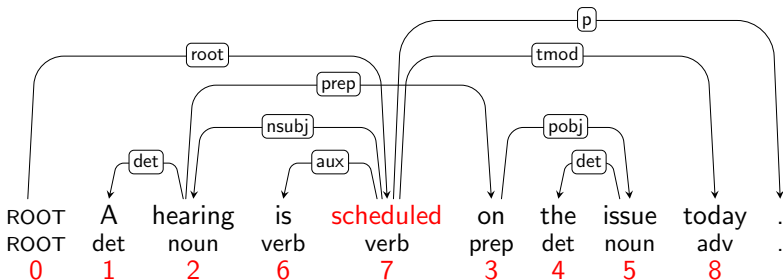 p
root tmod
prep
nsubj pobj
det aux det
ROOT A hearing is scheduled on the issue today .
ROOT det noun verb verb prep det noun adv .
0 1 2 6 7 3 4 5 8